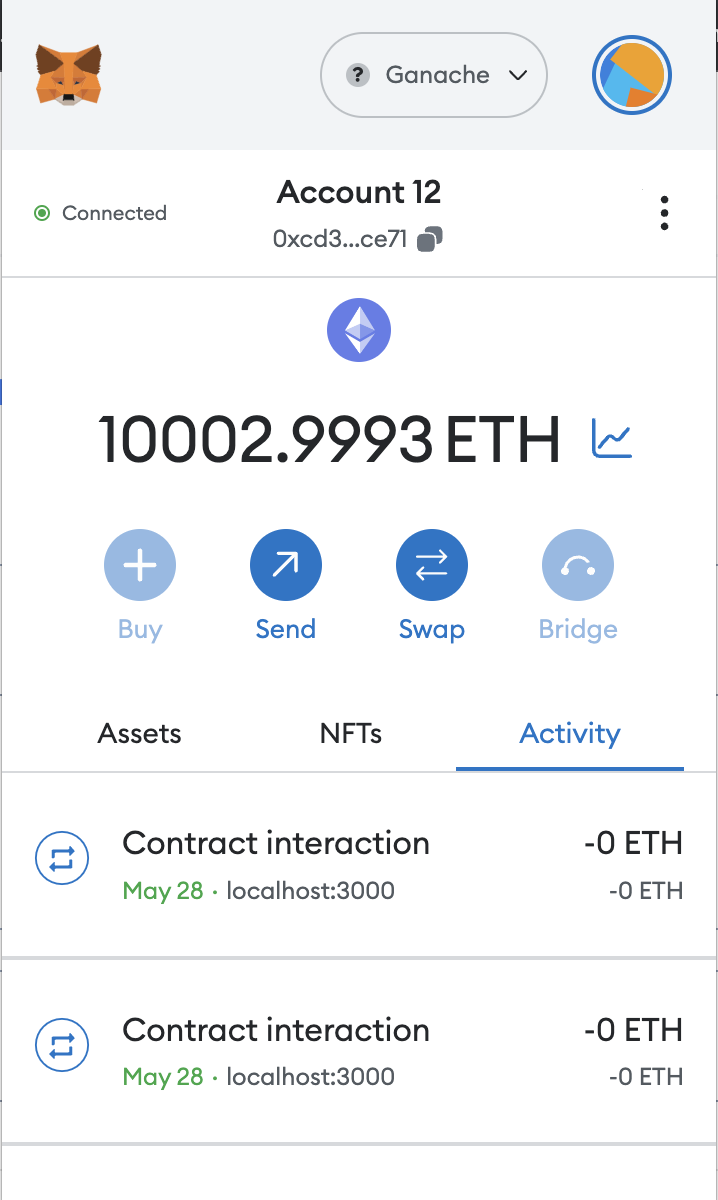 ? Ganache
Account 12
Connected
0xcd3...ce71
10002.9993 ETH
Buy Send Swap Bridge
Assets NFTs Activity
Contract interaction -0 ETH
May 28 · localhost:3000 -0 ETH
Contract interaction -0 ETH
May 28 · localhost:3000 -0 ETH